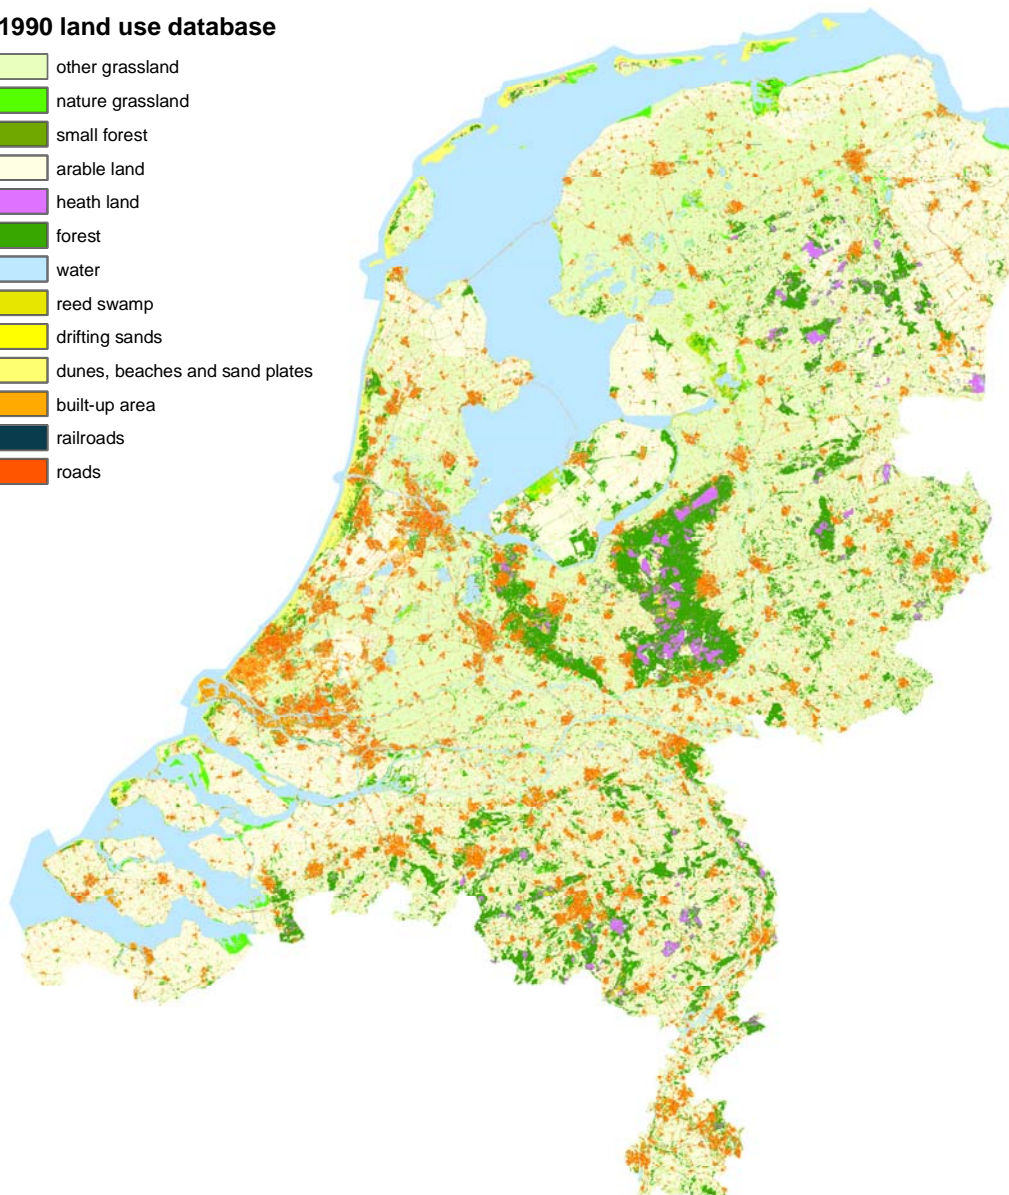 1990 land use database
other grassland
nature grassland
small forest
arable land
heath land
forest
water
reed swamp
drifting sands
dunes, beaches and sand plates
built-up area
railroads
roads